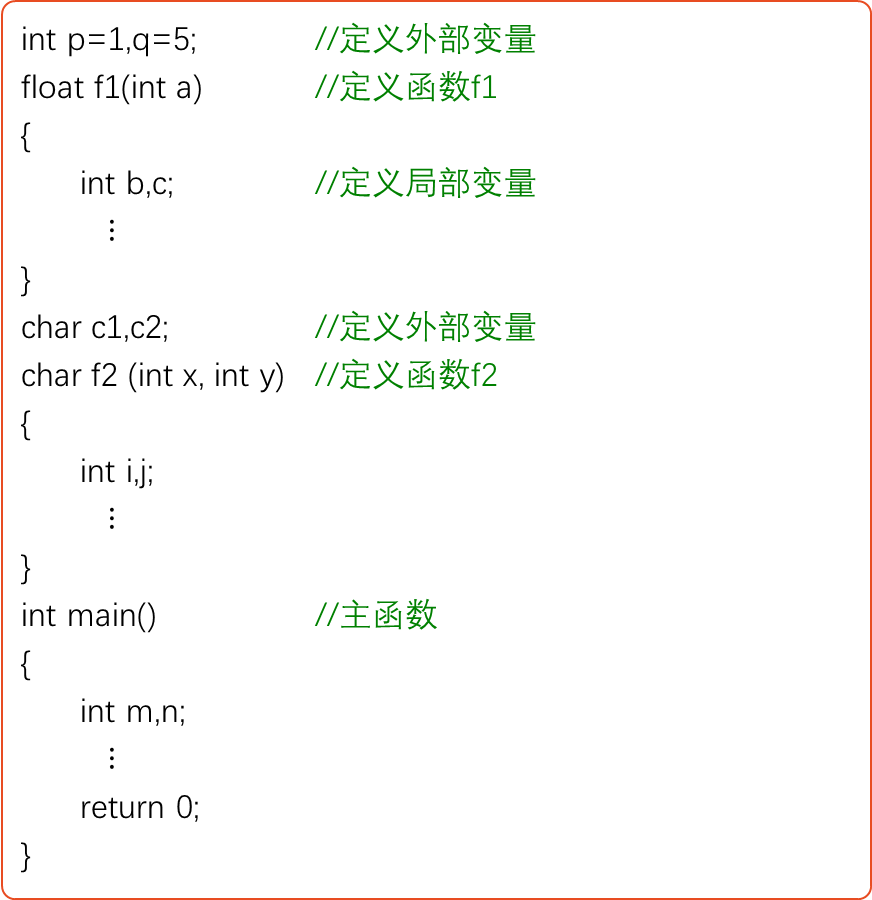 int p=1,q=5; //定义外部变量
float f1(int a) //定义函数f1
{
int b,c; //定义局部变量
⋮
}
char c1,c2; //定义外部变量
char f2 (int x, int y) //定义函数f2
{
int i,j;
⋮
}
int main() //主函数
{
int m,n;
⋮
return 0;
}